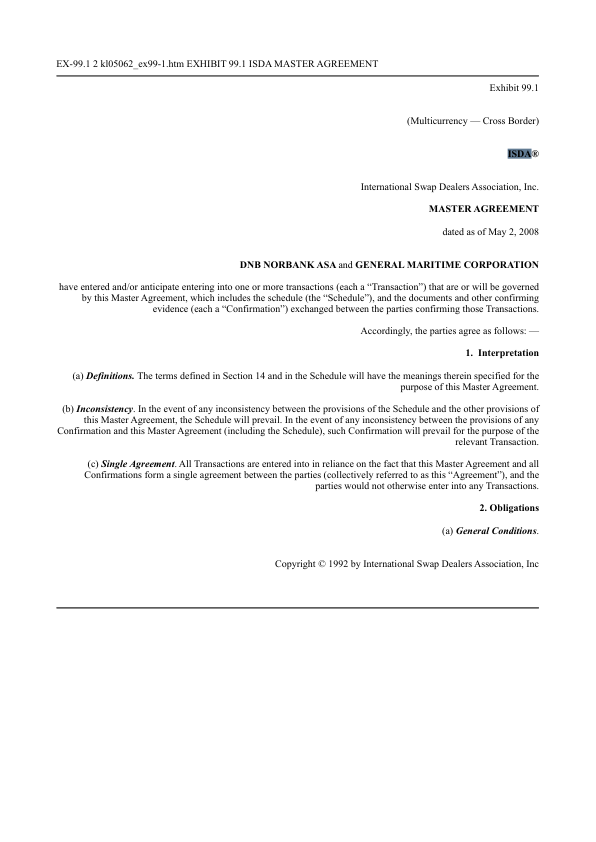 EX-99.1 2 kl05062_ex99-1.htm EXHIBIT 99.1 ISDA MASTER AGREEMENT
Exhibit 99.1
(Multicurrency — Cross Border)
ISDA®
International Swap Dealers Association, Inc.
MASTER AGREEMENT
dated as of May 2, 2008
DNB NORBANK ASA and GENERAL MARITIME CORPORATION
have entered and/or anticipate entering into one or more transactions (each a “Transaction”) that are or will be governed
by this Master Agreement, which includes the schedule (the “Schedule”), and the documents and other confirming
evidence (each a “Confirmation”) exchanged between the parties confirming those Transactions.
Accordingly, the parties agree as follows: —
1. Interpretation
(a) Definitions. The terms defined in Section 14 and in the Schedule will have the meanings therein specified for the
purpose of this Master Agreement.
(b) Inconsistency. In the event of any inconsistency between the provisions of the Schedule and the other provisions of
this Master Agreement, the Schedule will prevail. In the event of any inconsistency between the provisions of any
Confirmation and this Master Agreement (including the Schedule), such Confirmation will prevail for the purpose of the
relevant Transaction.
(c) Single Agreement. All Transactions are entered into in reliance on the fact that this Master Agreement and all
Confirmations form a single agreement between the parties (collectively referred to as this “Agreement”), and the
parties would not otherwise enter into any Transactions.
2. Obligations
(a) General Conditions.
Copyright © 1992 by International Swap Dealers Association, Inc